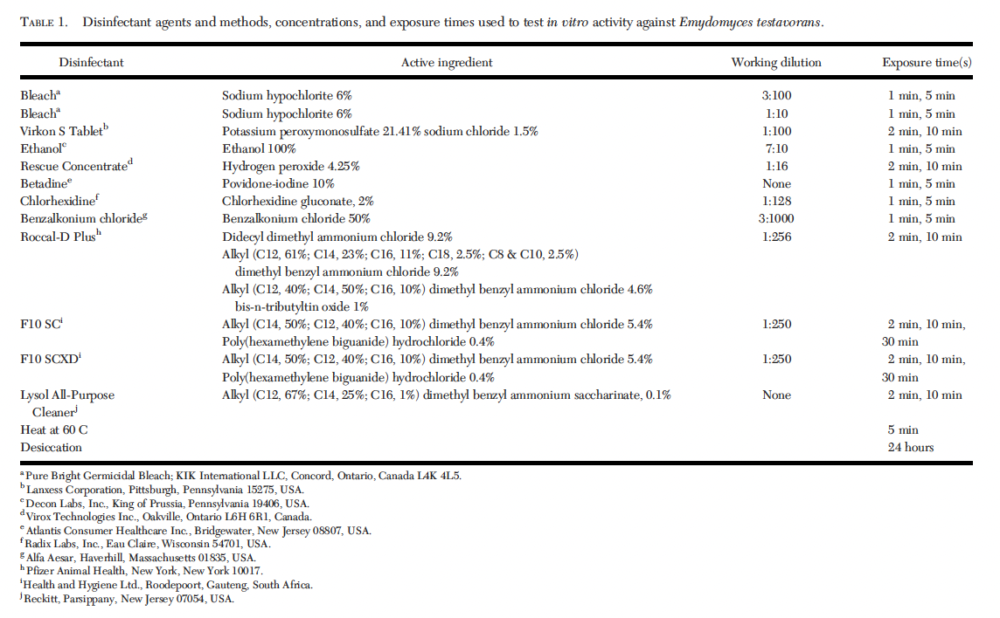 TABLE 1. Disinfectant agents and methods, concentrations, and exposure times used to test in vitro activity against Emydomyces testavorans.
Disinfectant Active ingredient Working dilution Exposure time(s)
Bleach^a Sodium hypochlorite 6% 3:100 1 min, 5 min
Bleach^a Sodium hypochlorite 6% 1:10 1 min, 5 min
Virkon S Tablet^b Potassium peroxymonosulfate 21.41% sodium chloride 1.5% 1:100 2 min, 10 min
Ethanol^c Ethanol 100% 7:10 1 min, 5 min
Rescue Concentrate^d Hydrogen peroxide 4.25% 1:16 2 min, 10 min
Betadine^e Povidone-iodine 10% None 1 min, 5 min
Chlorhexidine^f Chlorhexidine gluconate, 2% 1:128 1 min, 5 min
Benzalkonium chloride^g Benzalkonium chloride 50% 3:1000 1 min, 5 min
Roccal-D Plus^h Didecyl dimethyl ammonium chloride 9.2% 1:256 2 min, 10 min
Alkyl (C12, 61%; C14, 23%; C16, 11%; C18, 2.5%; C8 & C10, 2.5%)
dimethyl benzyl ammonium chloride 9.2%
Alkyl (C12, 40%; C14, 50%; C16, 10%) dimethyl benzyl ammonium chloride 4.6%
bis-n-tributyltin oxide 1%
F10 SC^i Alkyl (C14, 50%; C12, 40%; C16, 10%) dimethyl benzyl ammonium chloride 5.4% 1:250 2 min, 10 min,
Poly(hexamethylene biguanide) hydrochloride 0.4% 30 min
F10 SCXD^i Alkyl (C14, 50%; C12, 40%; C16, 10%) dimethyl benzyl ammonium chloride 5.4% 1:250 2 min, 10 min,
Poly(hexamethylene biguanide) hydrochloride 0.4% 30 min
Lysol All-Purpose Alkyl (C12, 67%; C14, 25%; C16, 1%) dimethyl benzyl ammonium saccharinate, 0.1% None 2 min, 10 min
Cleaner^j
Heat at 60 C 5 min
Desiccation 24 hours
^a Pure Bright Germicidal Bleach; KIK International LLC, Concord, Ontario, Canada L4K 4L5.
^b Lanxess Corporation, Pittsburgh, Pennsylvania 15275, USA.
^c Decon Labs, Inc., King of Prussia, Pennsylvania 19406, USA.
^d Virox Technologies Inc., Oakville, Ontario L6H 6R1, Canada.
^e Atlantis Consumer Healthcare Inc., Bridgewater, New Jersey 08807, USA.
^f Radix Labs, Inc., Eau Claire, Wisconsin 54701, USA.
^g Alfa Aesar, Haverhill, Massachusetts 01835, USA.
^h Pfizer Animal Health, New York, New York 10017.
^i Health and Hygiene Ltd., Roodepoort, Gauteng, South Africa.
^j Reckitt, Parsippany, New Jersey 07054, USA.